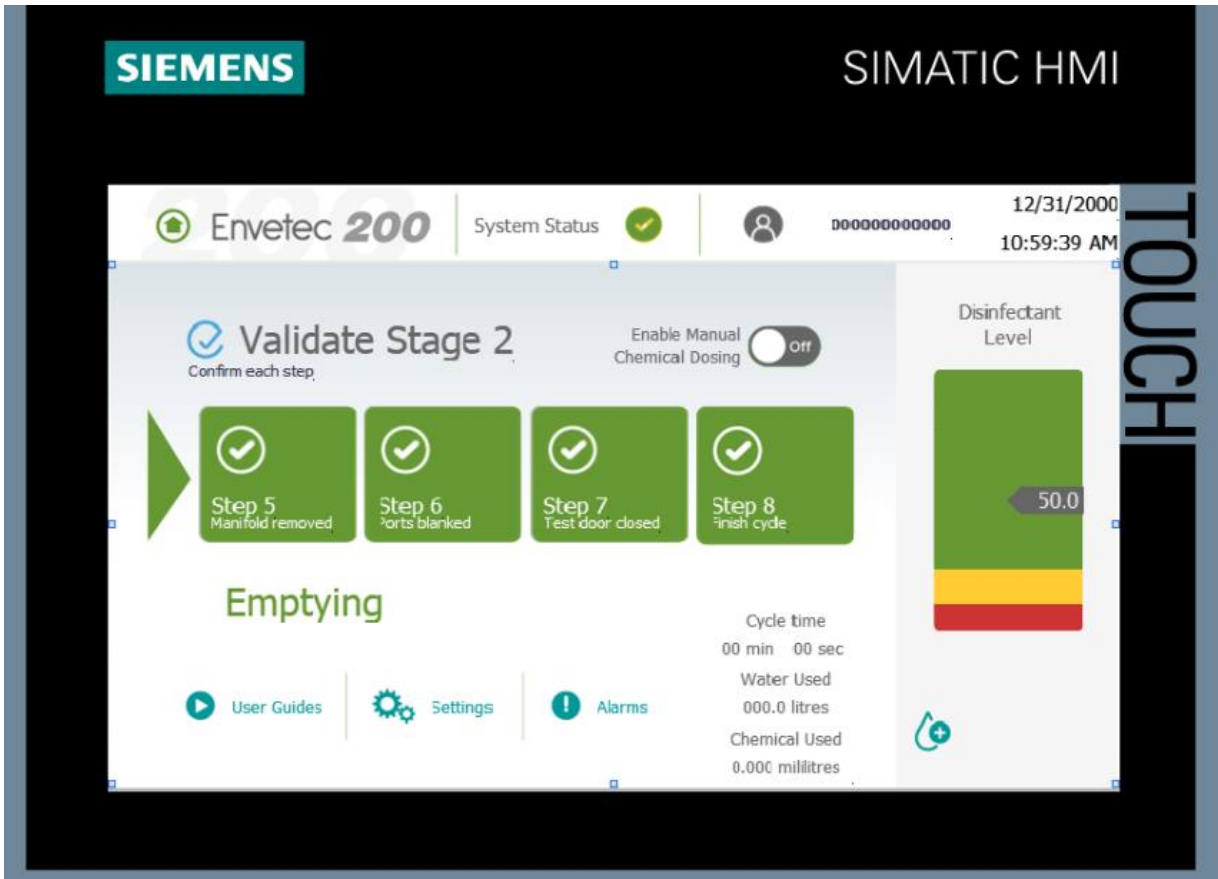 SIEMENS
SIMATIC HMI
TOUCH
Envetec 200
System Status
000000000000
12/31/2000
10:59:39 AM
Validate Stage 2
Confirm each step
Enable Manual
Chemical Dosing
Off
Disinfectant
Level
Step 5
Manifold removed
Step 6
Ports blanked
Step 7
Test door closed
Step 8
Finish cycle
50.0
Emptying
Cycle time
00 min 00 sec
Water Used
000.0 litres
Chemical Used
0.000 millilitres
User Guides
Settings
Alarms